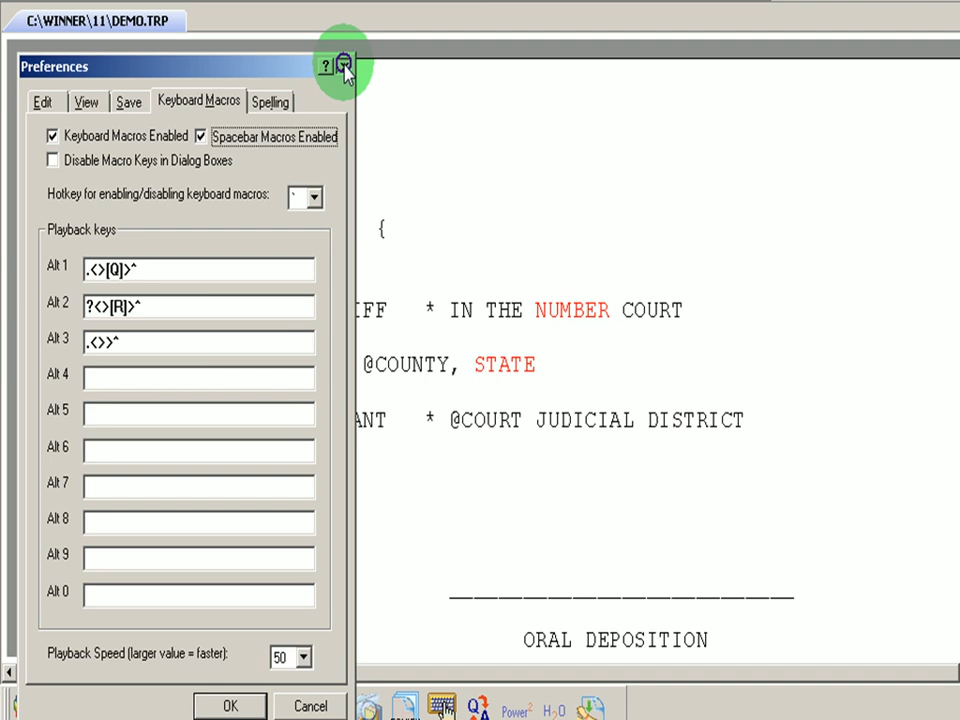 C:\WINNER\11\DEMO.TRP
Preferences
?
Edit View Save Keyboard Macros Spelling
Keyboard Macros Enabled Spacebar Macros Enabled
Disable Macro Keys in Dialog Boxes
Hotkey for enabling/disabling keyboard macros: `
Playback keys
Alt 1 .<>[Q]>^
Alt 2 ?<>[R]>^
Alt 3 .<>>^
Alt 4
Alt 5
Alt 6
Alt 7
Alt 8
Alt 9
Alt 0
Playback Speed (larger value = faster): 50
OK Cancel
{
IFF * IN THE NUMBER COURT
@COUNTY, STATE
ANT * @COURT JUDICIAL DISTRICT
ORAL DEPOSITION
Q A Power² H₂O